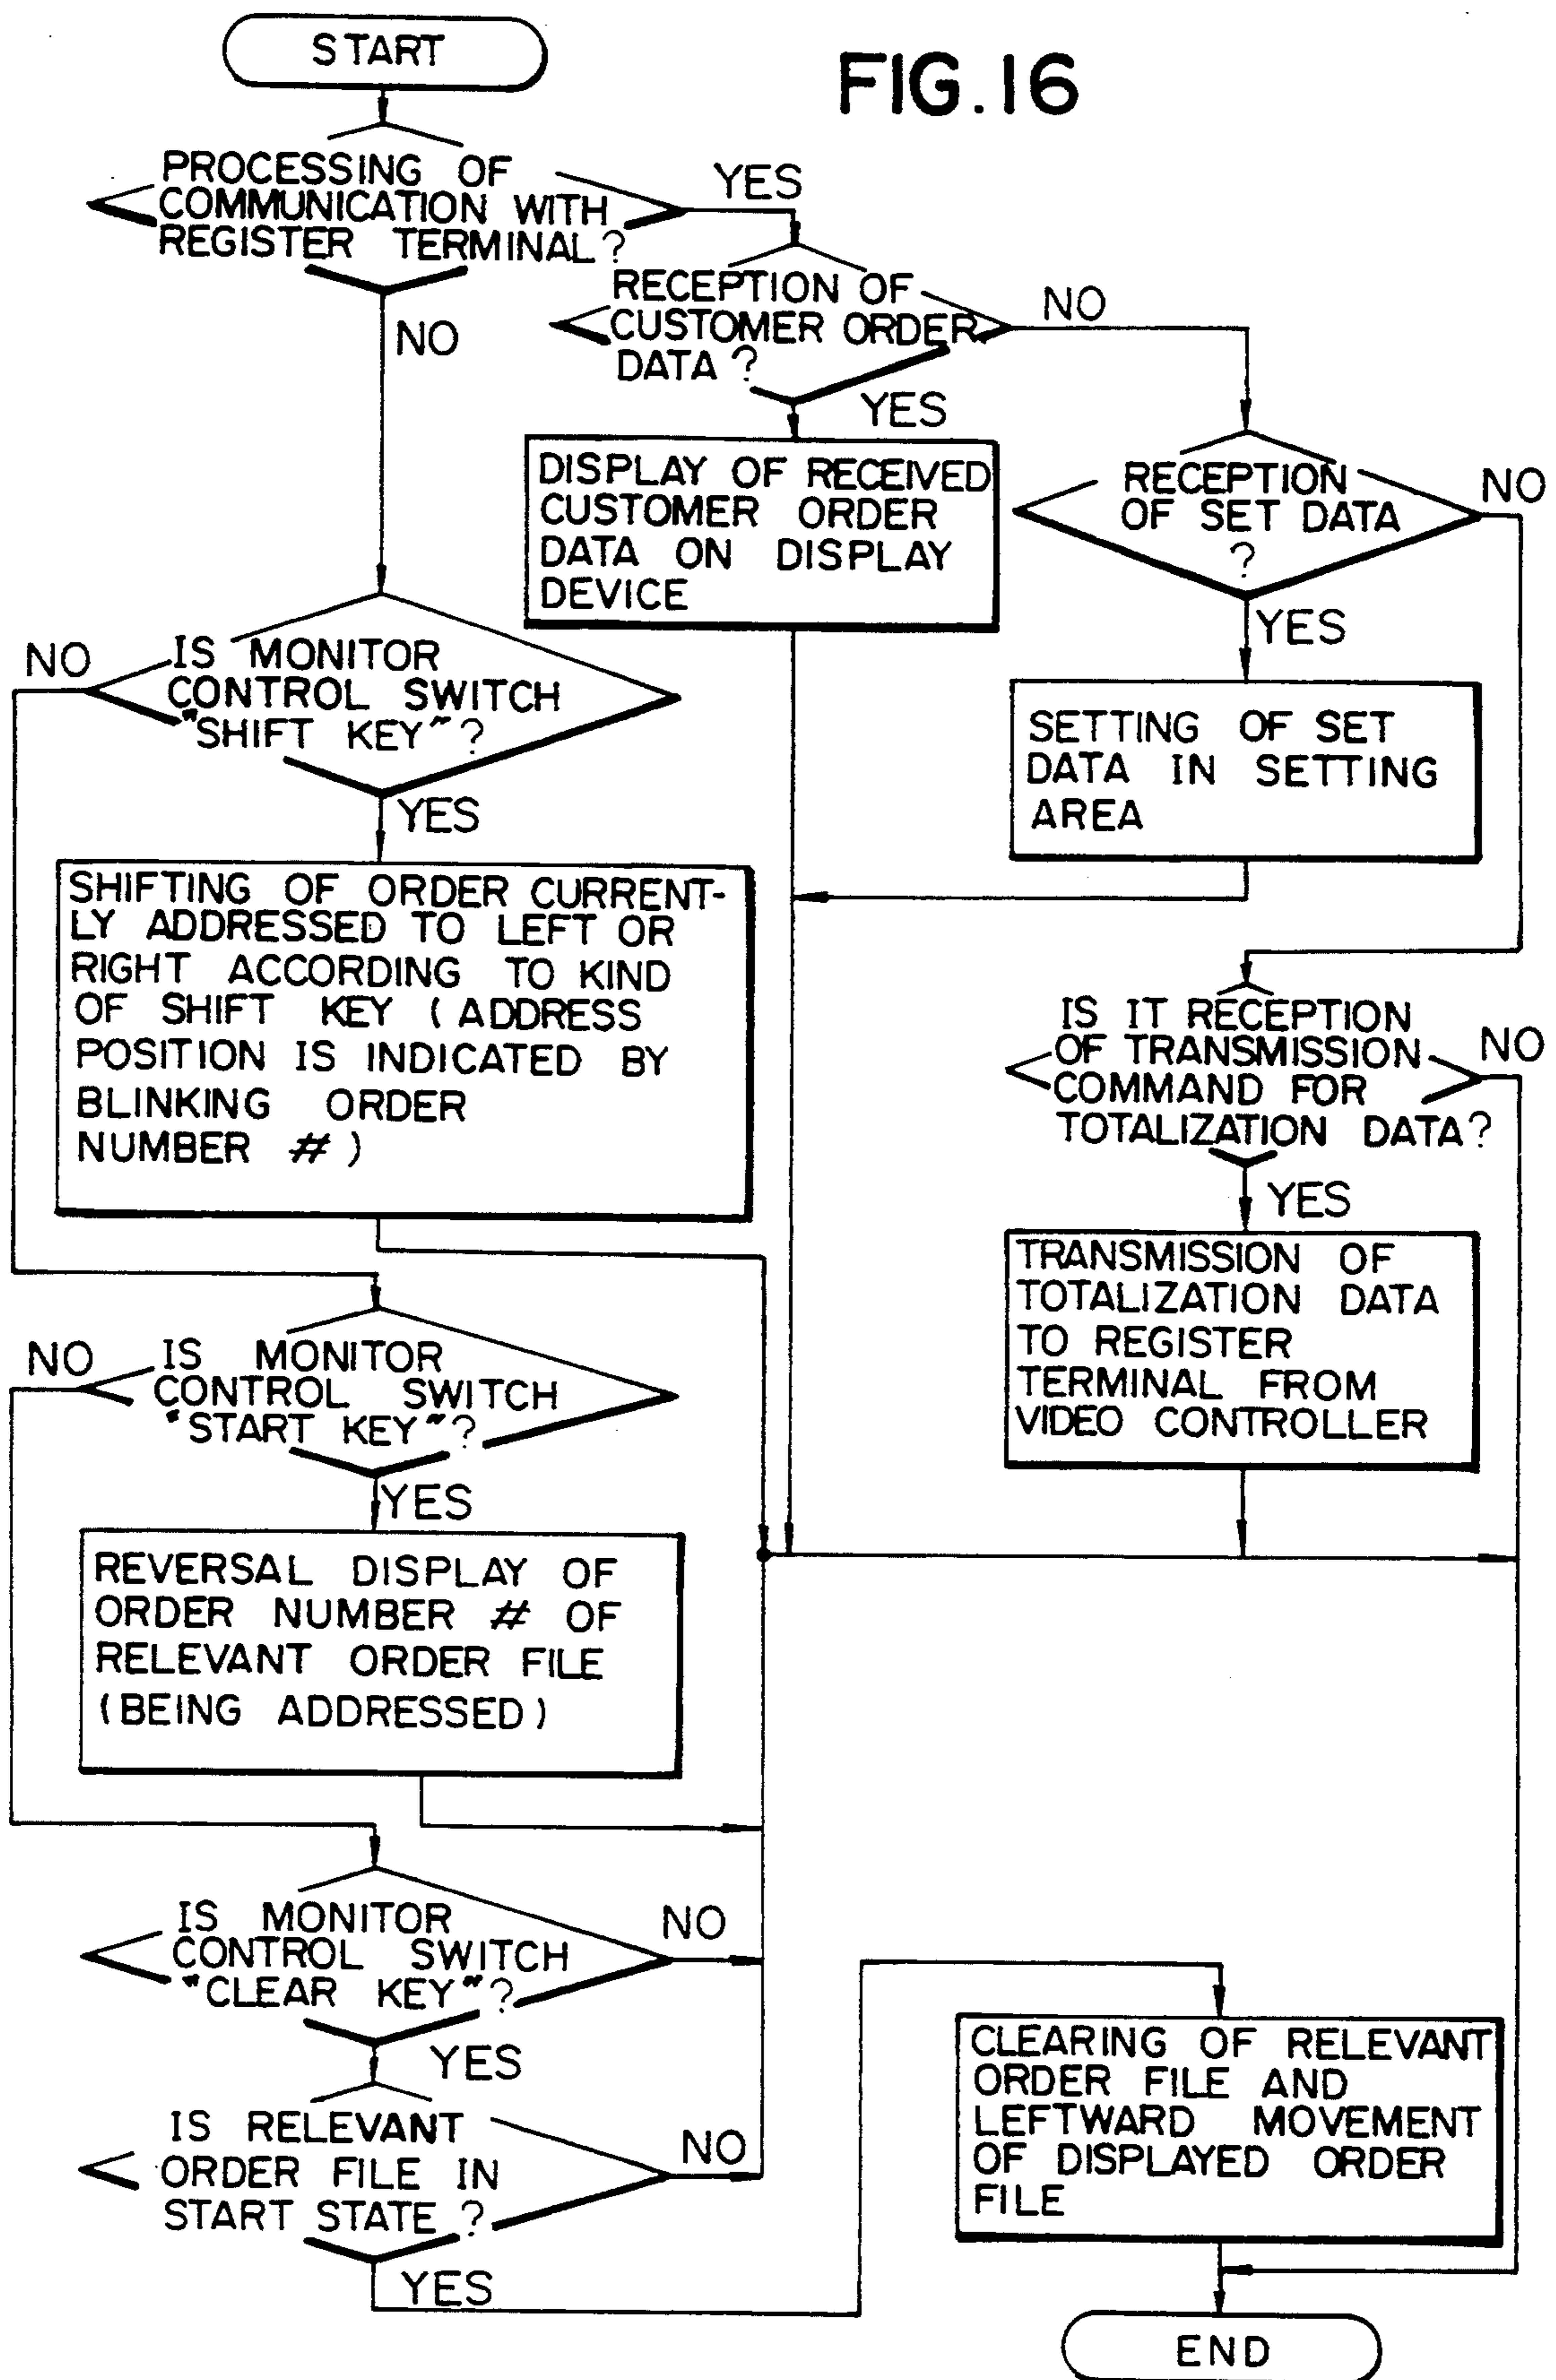 START
FIG.16
PROCESSING OF
COMMUNICATION WITH
REGISTER TERMINAL?
YES
NO
RECEPTION OF
CUSTOMER ORDER
DATA?
NO
YES
DISPLAY OF RECEIVED
CUSTOMER ORDER
DATA ON DISPLAY
DEVICE
RECEPTION
OF SET DATA
?
NO
YES
SETTING OF SET
DATA IN SETTING
AREA
IS MONITOR
CONTROL SWITCH
"SHIFT KEY"?
NO
YES
SHIFTING OF ORDER CURRENT-
LY ADDRESSED TO LEFT OR
RIGHT ACCORDING TO KIND
OF SHIFT KEY (ADDRESS
POSITION IS INDICATED BY
BLINKING ORDER
NUMBER #)
IS IT RECEPTION
OF TRANSMISSION
COMMAND FOR
TOTALIZATION DATA?
NO
YES
TRANSMISSION OF
TOTALIZATION DATA
TO REGISTER
TERMINAL FROM
VIDEO CONTROLLER
IS MONITOR
CONTROL SWITCH
"START KEY"?
NO
YES
REVERSAL DISPLAY OF
ORDER NUMBER # OF
RELEVANT ORDER FILE
(BEING ADDRESSED)
IS MONITOR
CONTROL SWITCH
"CLEAR KEY"?
NO
YES
IS RELEVANT
ORDER FILE IN
START STATE?
NO
YES
CLEARING OF RELEVANT
ORDER FILE AND
LEFTWARD MOVEMENT
OF DISPLAYED ORDER
FILE
END